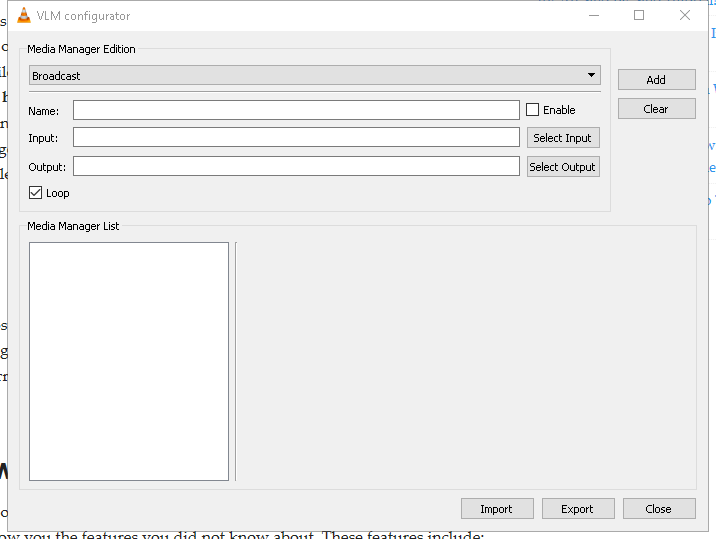 VLM configurator
Media Manager Edition
Broadcast
Add
Name:
Enable
Clear
Input:
Select Input
Output:
Select Output
Loop
Media Manager List
Import
Export
Close
ow you the features you did not know about. These features include: